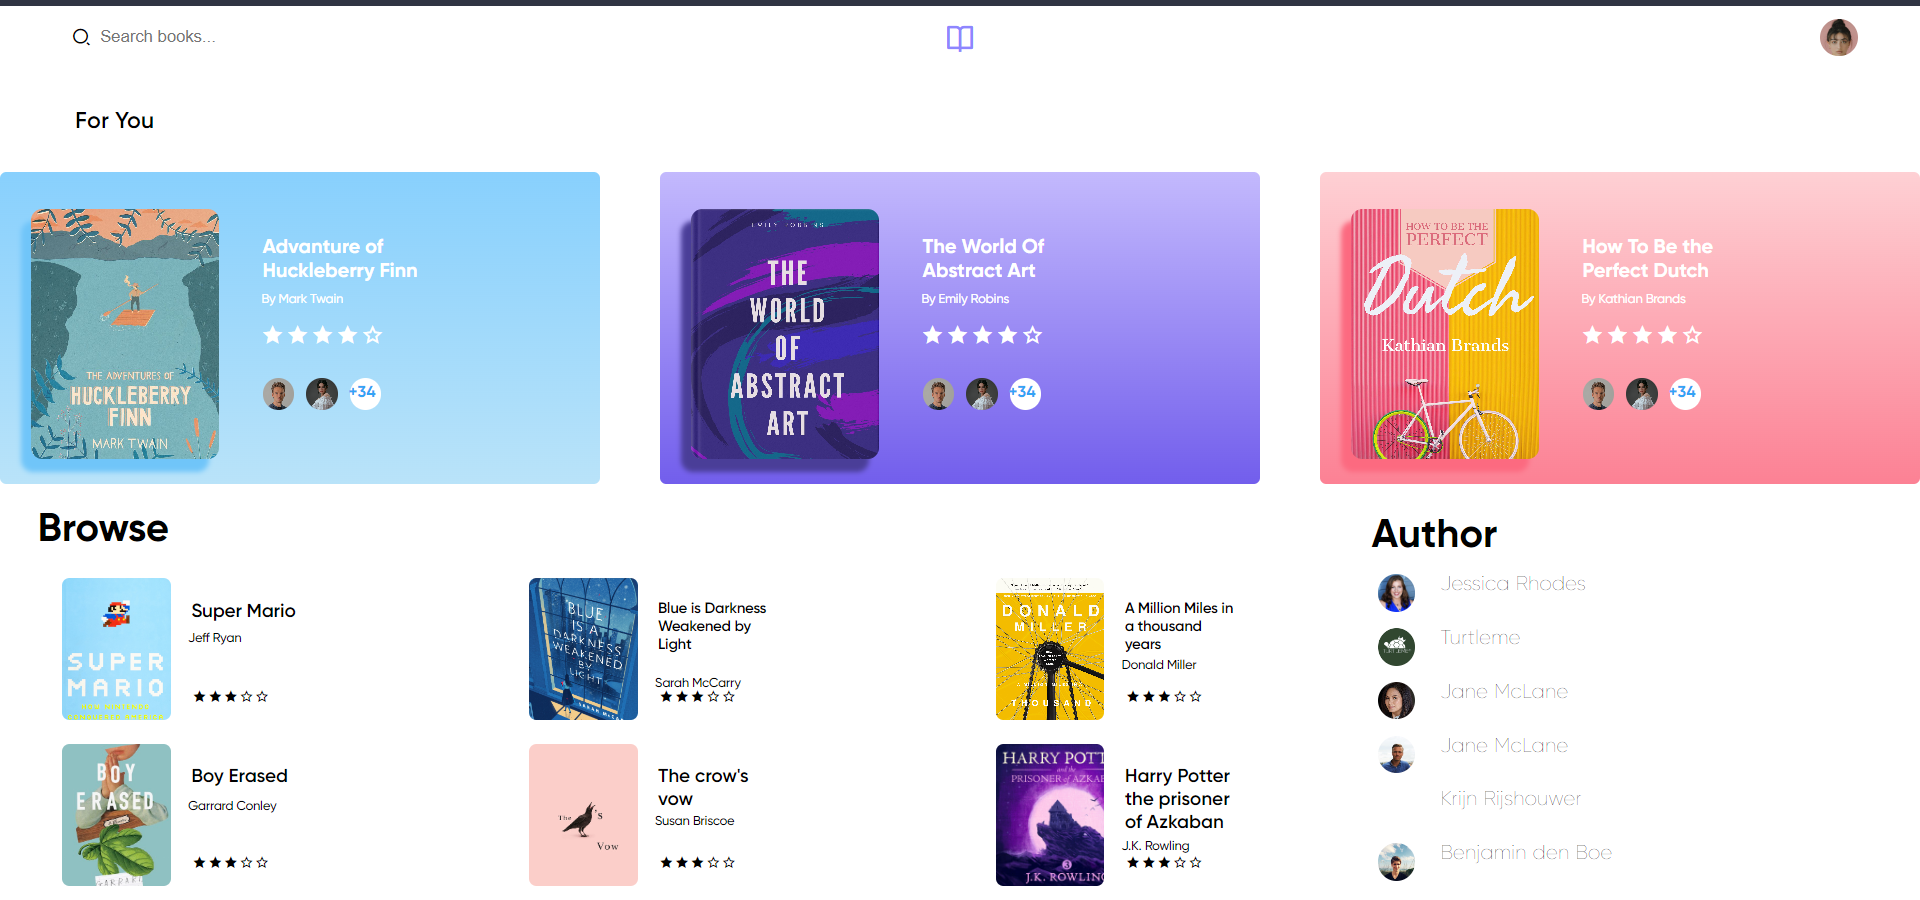 Search books...
For You
EMILY ROBINS
THE
WORLD
OF
ABSTRACT
ART
THE ADVENTURES OF
HUCKLEBERRY
FINN
MARK TWAIN
Advanture of
Huckleberry Finn
By Mark Twain
+34
The World Of
Abstract Art
By Emily Robins
+34
HOW TO BE THE
PERFECT
Dutch
Kathian Brands
How To Be the
Perfect Dutch
By Kathian Brands
+34
Browse
SUPER
MARIO
Super Mario
Jeff Ryan
BLUE
IS A
DARKNESS
WEAKENED
BY
LIGHT
Blue is Darkness
Weakened by
Light
Sarah McCarry
DONALD
MILLER
THOUSAND
A Million Miles in
a thousand
years
Donald Miller
BOY
ERASED
Boy Erased
Garrard Conley
The 's
Vow
The crow's
vow
Susan Briscoe
HARRY POTT
and the
PRISONER of AZKAB
3
J.K. ROWLING
Harry Potter
the prisoner
of Azkaban
J.K. Rowling
Author
Jessica Rhodes
TURTLEME
Turtleme
Jane McLane
Jane McLane
Krijn Rijshouwer
Benjamin den Boe